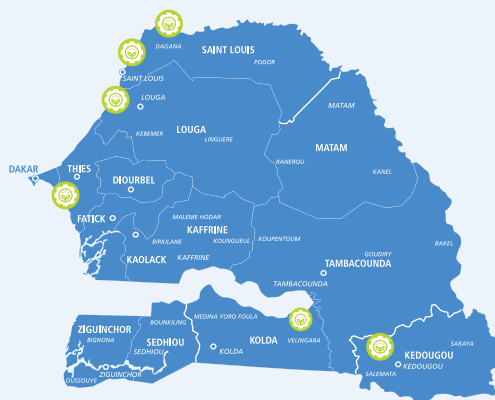 DAGANA
SAINT LOUIS
PODOR
SAINT LOUIS
LOUGA
MATAM
KEBEMER
LOUGA
LINGUERE
MATAM
RANEROU
KANEL
DAKAR
THIES
DIOURBEL
FATICK
MALEME HODAR
KAFFRINE
BIRKILANE
KOUNGUEUL
KOUPENTOUM
BAKEL
GOUDIRY
KAOLACK
KAFFRINE
TAMBACOUNDA
TAMBACOUNDA
MEDINA YORO FOULA
BOUNKILING
ZIGUINCHOR
BIGNONA
SEDHIOU
SEDHIOU
KOLDA
VELINGARA
KOLDA
SARAYA
KEDOUGOU
KEDOUGOU
SALEMATA
ZIGUINCHOR
OUSSOUYE